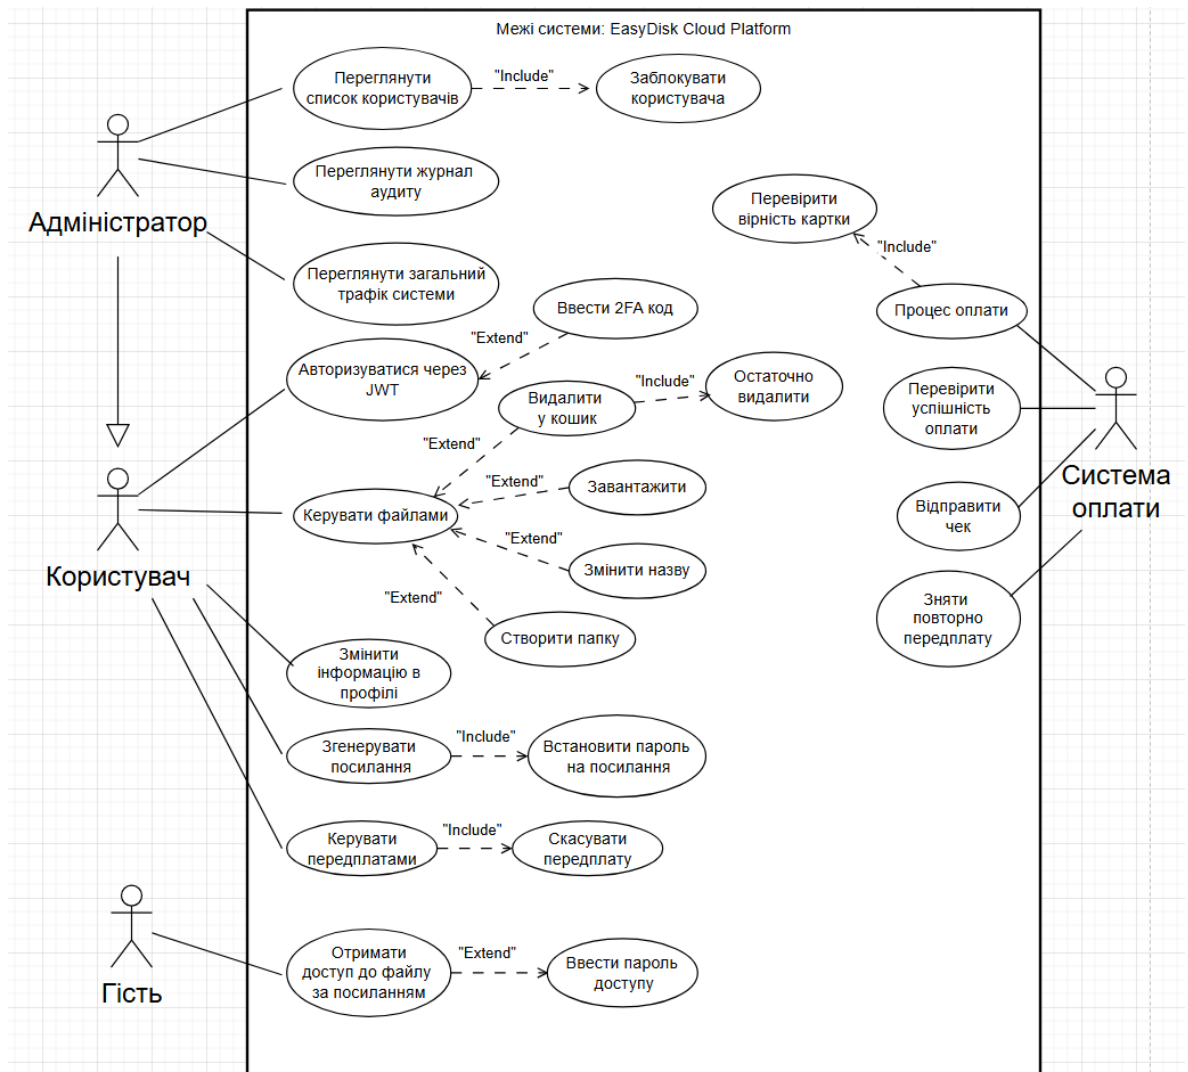 Межі системи: EasyDisk Cloud Platform
Переглянути
список користувачів
"Include"
Заблокувати
користувача
Адміністратор
Переглянути журнал
аудиту
Перевірити
вірність картки
"Include"
Переглянути загальний
трафік системи
Ввести 2FA код
Процес оплати
"Extend"
Авторизуватися через
JWT
Видалити
у кошик
"Include"
Остаточно
видалити
Перевірити
успішність
оплати
"Extend"
Система
оплати
Керувати файлами
"Extend"
Завантажити
Відправити
чек
"Extend"
Змінити назву
Користувач
"Extend"
Створити папку
Зняти
повторно
передплату
Змінити
інформацію в
профілі
Згенерувати
посилання
"Include"
Встановити пароль
на посилання
Керувати
передплатами
"Include"
Скасувати
передплату
Гість
Отримати
доступ до файлу
за посиланням
"Extend"
Ввести пароль
доступу